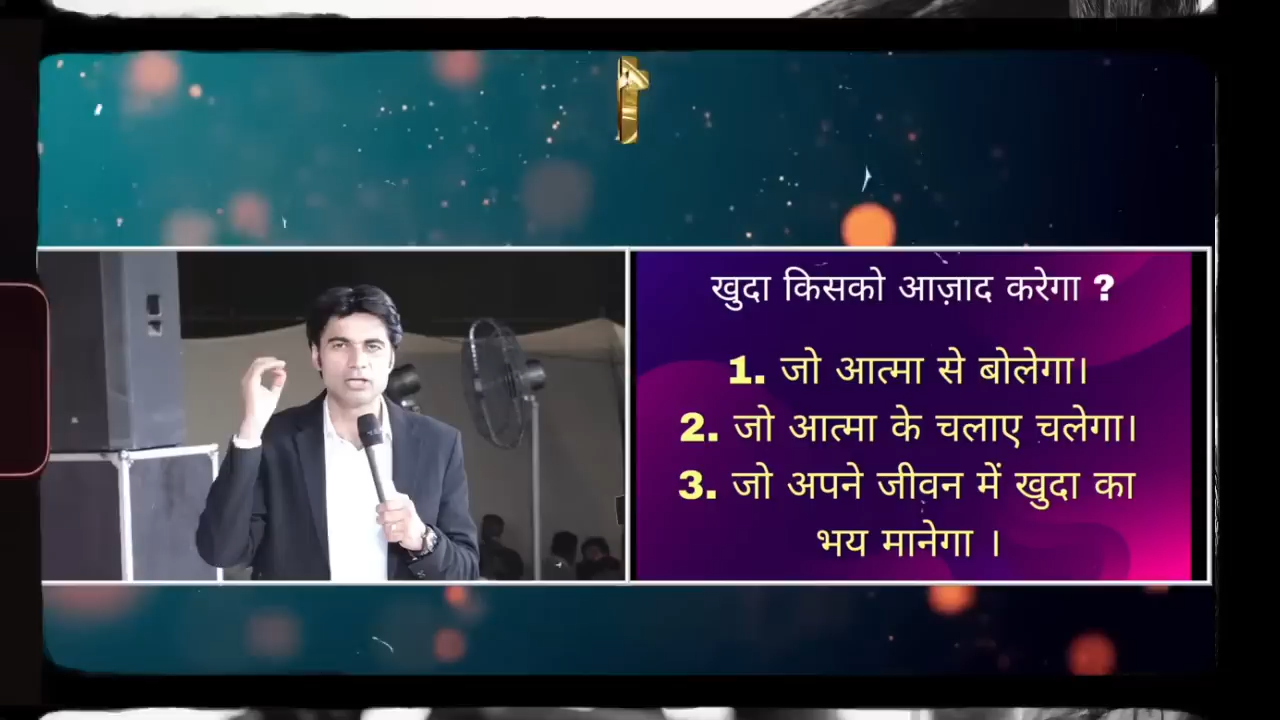 खुदा किसको आज़ाद करेगा ?
1. जो आत्मा से बोलेगा।
2. जो आत्मा के चलाए चलेगा।
3. जो अपने जीवन में खुदा का
भय मानेगा ।